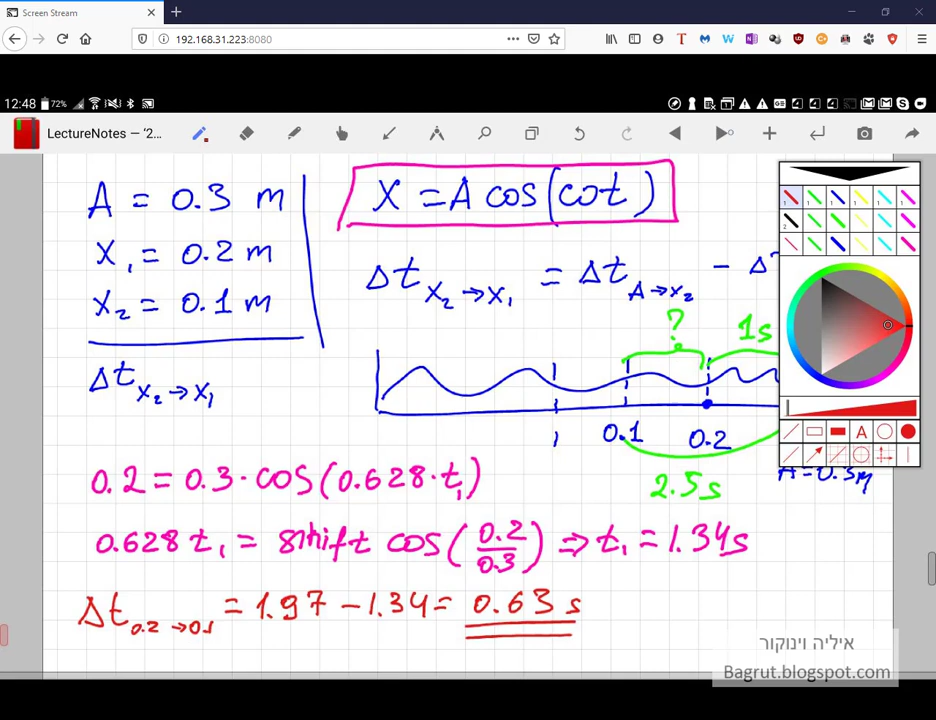 Screen Stream
192.168.31.223:8080
12:48 72%
LectureNotes — '2...
A = 0.3 m
X = A cos(ωt)
X₁ = 0.2 m
Δt X₂→X₁ = Δt A→X₂ - Δ
X₂ = 0.1 m
? 1s
Δt X₂→X₁
0.1 0.2
2.5s A=0.3m
0.2 = 0.3 · cos(0.628 · t₁)
0.628 t₁ = shift cos(0.2/0.3) ⇒ t₁ = 1.34s
Δt 0.2→0.1 = 1.97 - 1.34 = 0.63 s
איליה וינוקור
Bagrut.blogspot.com